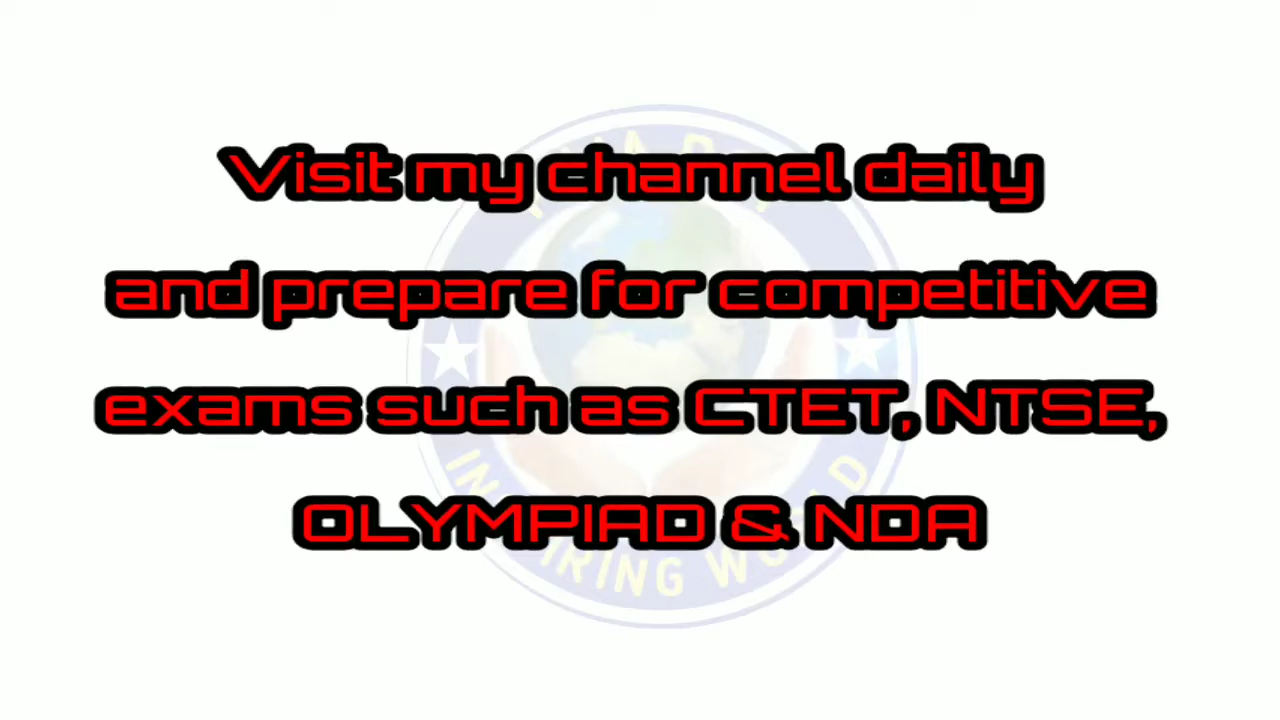 Visit my channel daily
and prepare for competitive
exams such as CTET, NTSE,
OLYMPIAD & NDA